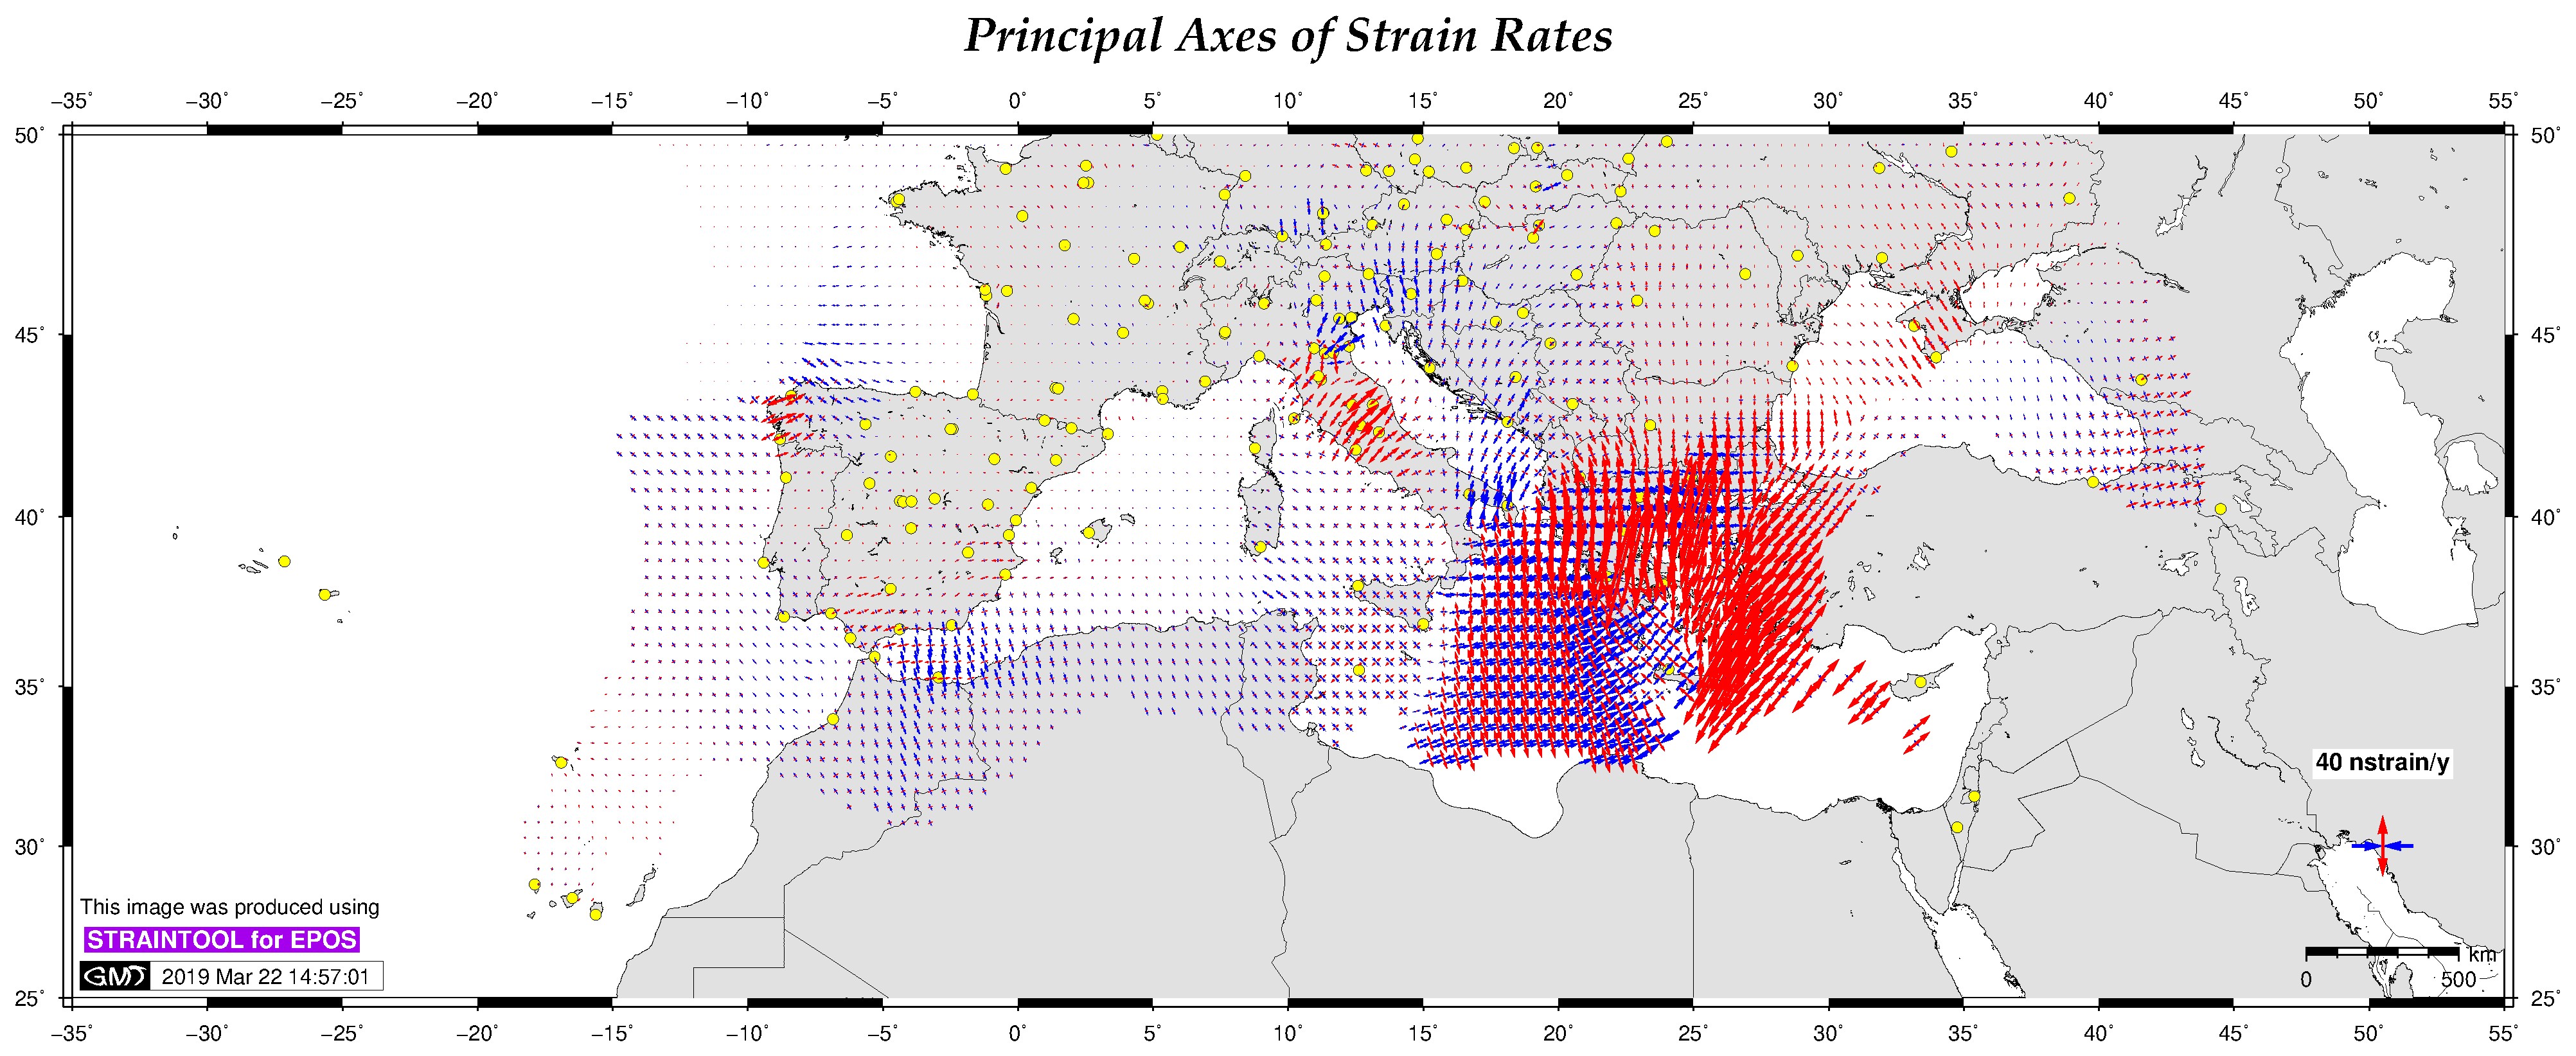 Principal Axes of Strain Rates
−35° −30° −25° −20° −15° −10° −5° 0° 5° 10° 15° 20° 25° 30° 35° 40° 45° 50° 55°
50° 50°
45° 45°
40° 40°
35° 35°
40 nstrain/y
30° 30°
This image was produced using
STRAINTOOL for EPOS
km
GMT 2019 Mar 22 14:57:01
0 500
25° 25°
−35° −30° −25° −20° −15° −10° −5° 0° 5° 10° 15° 20° 25° 30° 35° 40° 45° 50° 55°